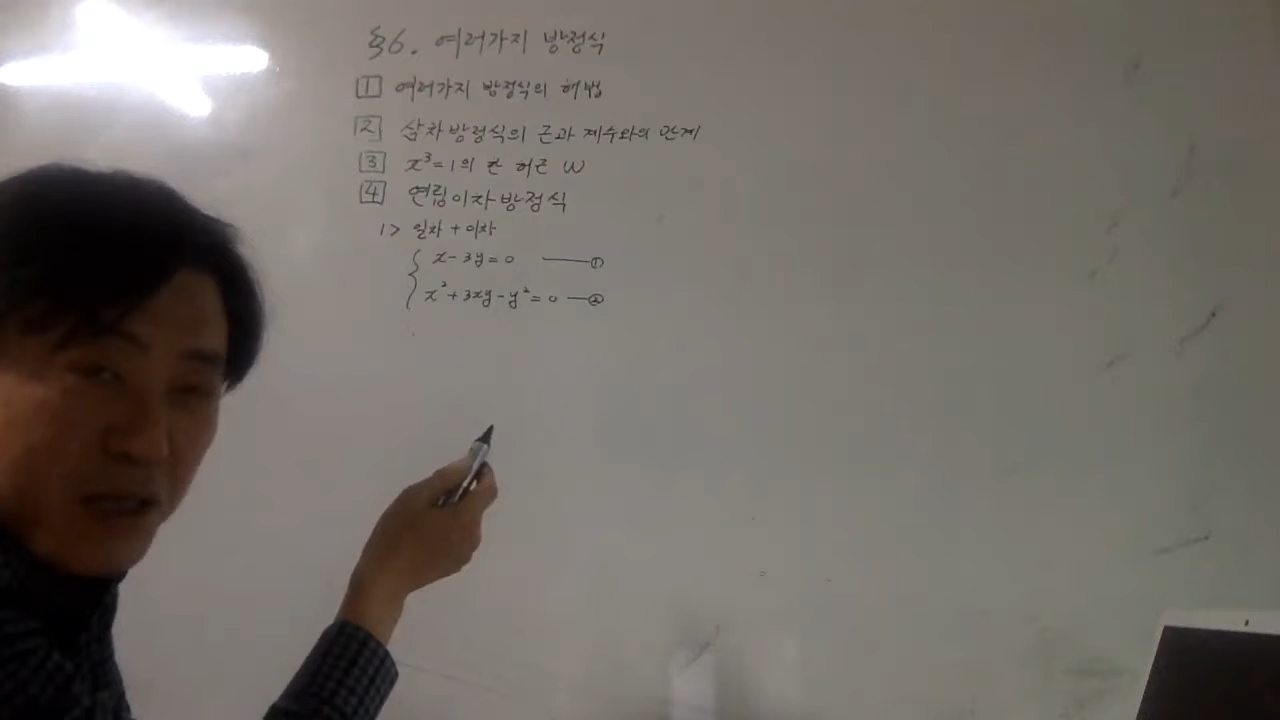 §6. 여러가지 방정식
1 여러가지 방정식의 해법
2 삼차방정식의 근과 계수와의 관계
3 x³=1의 한 허근 ω
4 연립이차방정식
1> 일차 + 이차
x-3y=0 ①
x²+3xy-y²=0 ②